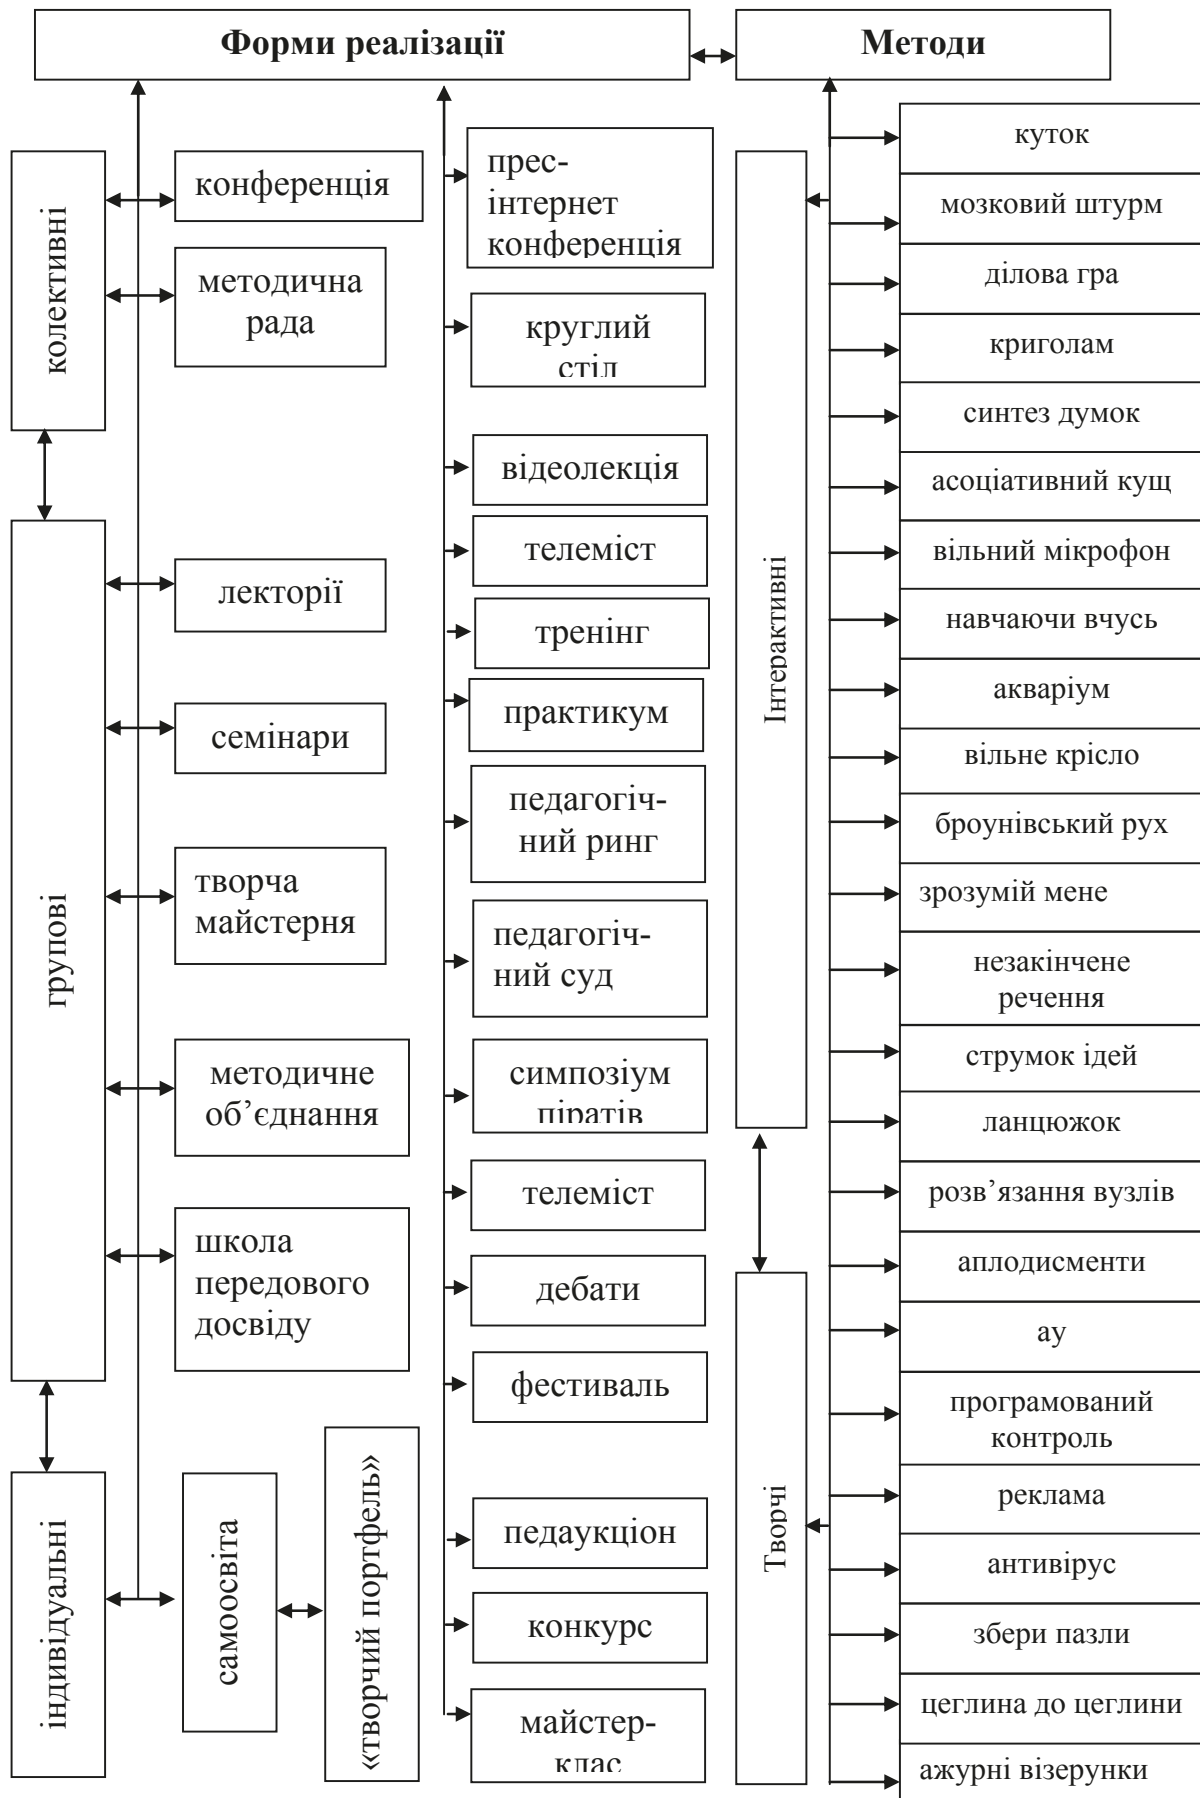 Форми реалізації
Методи
колективні
групові
індивідуальні
конференція
методична
рада
лекторії
семінари
творча
майстерня
методичне
об’єднання
школа
передового
досвіду
самоосвіта
«творчий портфель»
прес-
інтернет
конференція
круглий
стіл
відеолекція
телеміст
тренінг
практикум
педагогіч-
ний ринг
педагогіч-
ний суд
симпозіум
піратів
телеміст
дебати
фестиваль
педаукціон
конкурс
майстер-
клас
Інтерактивні
Творчі
куток
мозковий штурм
ділова гра
криголам
синтез думок
асоціативний кущ
вільний мікрофон
навчаючи вчусь
акваріум
вільне крісло
броунівський рух
зрозумій мене
незакінчене
речення
струмок ідей
ланцюжок
розв’язання вузлів
аплодисменти
ау
програмований
контроль
реклама
антивірус
збери пазли
цеглина до цеглини
ажурні візерунки